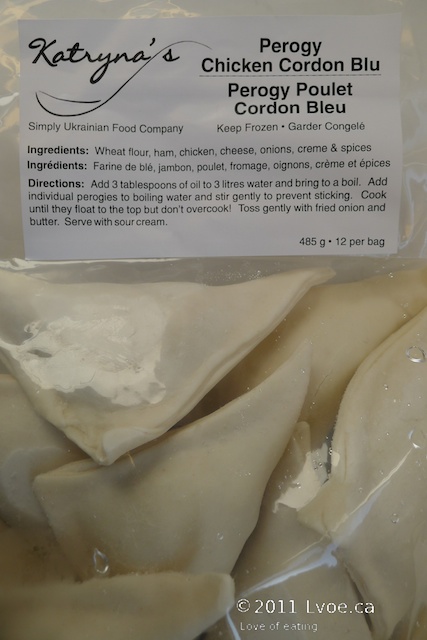 Katryna's
Perogy
Chicken Cordon Blu
Perogy Poulet
Cordon Bleu
Simply Ukrainian Food Company
Keep Frozen • Garder Congelé
Ingredients: Wheat flour, ham, chicken, cheese, onions, creme & spices
Ingrédients: Farine de blé, jambon, poulet, fromage, oignons, crème et épices
Directions: Add 3 tablespoons of oil to 3 litres water and bring to a boil. Add
individual perogies to boiling water and stir gently to prevent sticking. Cook
until they float to the top but don't overcook! Toss gently with fried onion and
butter. Serve with sour cream.
485 g • 12 per bag
©2011 Lvoe.ca
Love of eating.